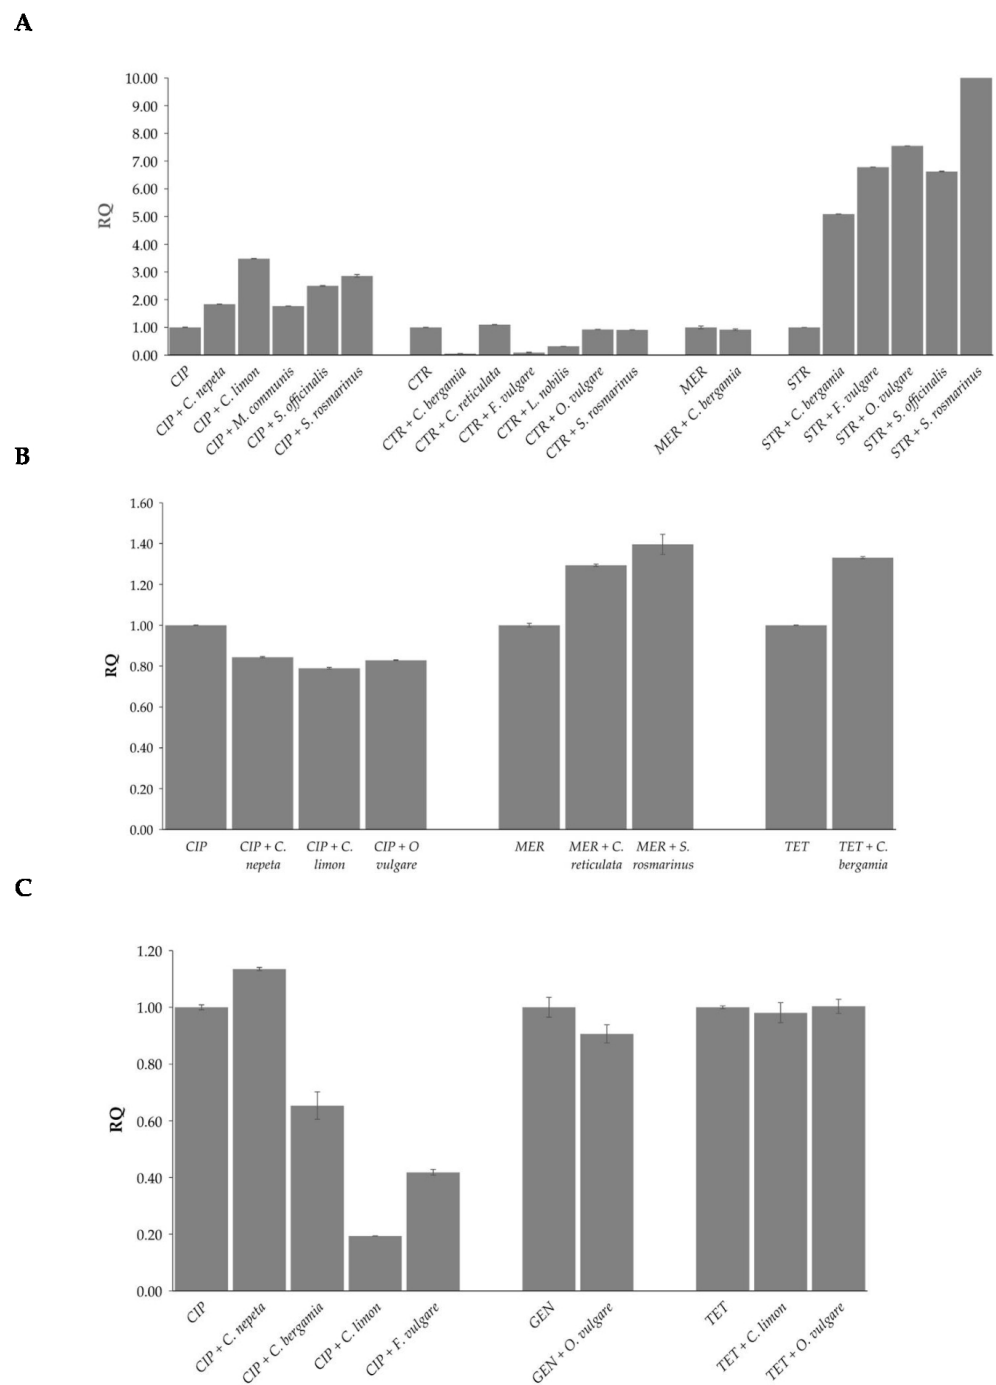 A
10.00
9.00
8.00
7.00
6.00
5.00
4.00
3.00
2.00
1.00
0.00
RQ
CIP
CIP + C. nepeta
CIP + C. limon
CIP + M. communis
CIP + S. officinalis
CIP + S. rosmarinus
CTR
CTR + C. bergamia
CTR + C. reticulata
CTR + F. vulgare
CTR + L. nobilis
CTR + O. vulgare
CTR + S. rosmarinus
MER
MER + C. bergamia
STR
STR + C. bergamia
STR + F. vulgare
STR + O. vulgare
STR + S. officinalis
STR + S. rosmarinus
B
1.60
1.40
1.20
1.00
0.80
0.60
0.40
0.20
0.00
RQ
CIP
CIP + C.
nepeta
CIP + C.
limon
CIP + O
vulgare
MER
MER + C.
reticulata
MER + S.
rosmarinus
TET
TET + C.
bergamia
C
1.20
1.00
0.80
0.60
0.40
0.20
0.00
RQ
CIP
CIP + C. nepeta
CIP + C. bergamia
CIP + C. limon
CIP + F. vulgare
GEN
GEN + O. vulgare
TET
TET + C. limon
TET + O. vulgare